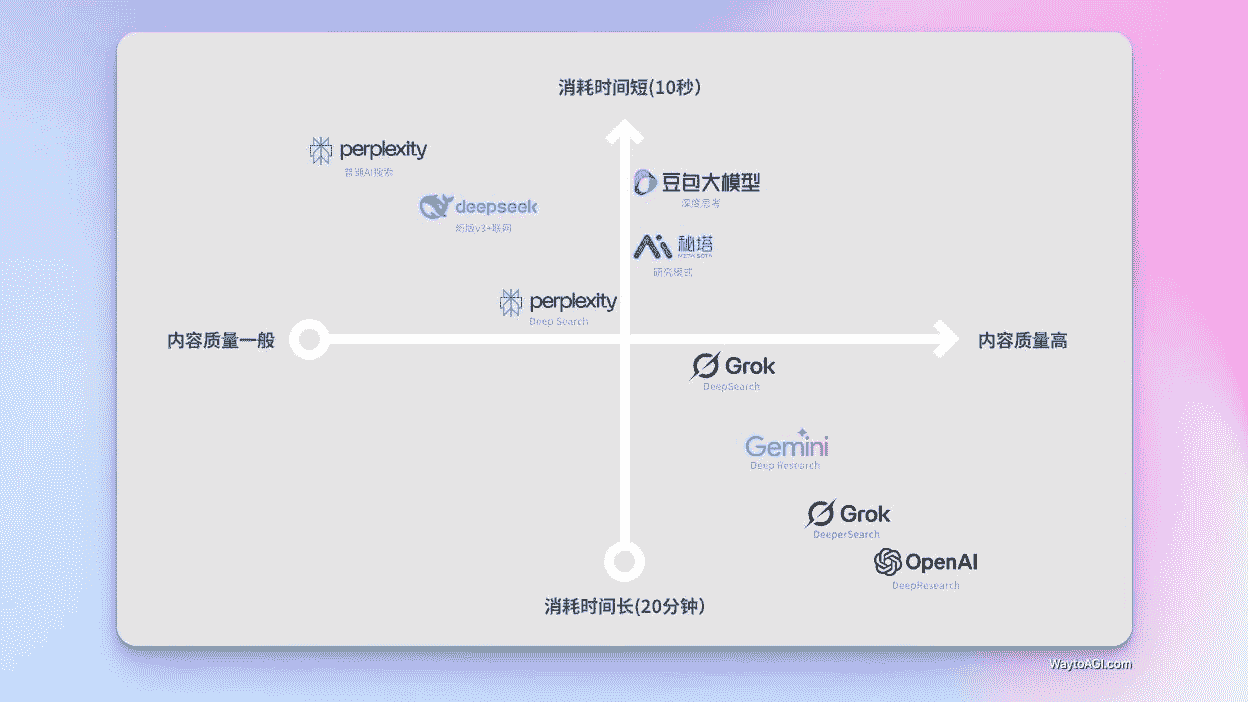 消耗时间短(10秒)
perplexity
普通AI搜索
豆包大模型
深度思考
deepseek
新版v3+联网
秘塔
METASOTA
研究模式
perplexity
Deep Search
内容质量一般
内容质量高
Grok
DeepSearch
Gemini
Deep Research
Grok
DeeperSearch
OpenAI
DeepResearch
消耗时间长(20分钟)
WaytoAGI.com